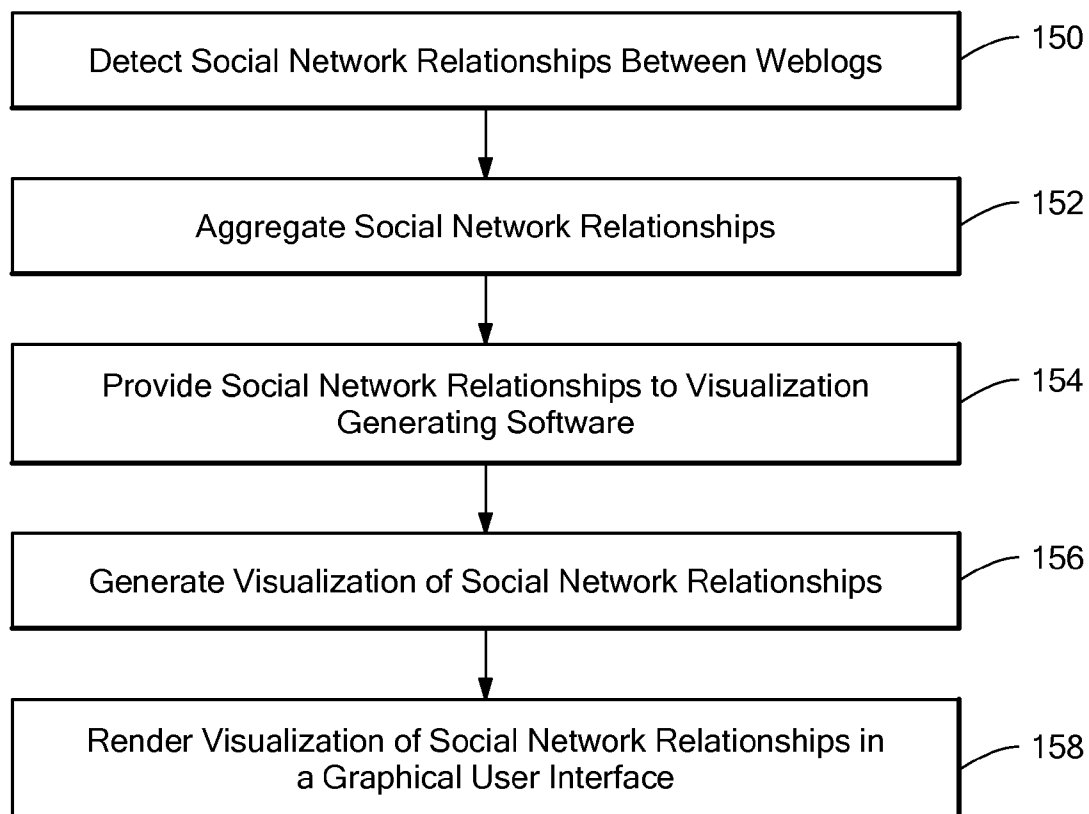 Detect Social Network Relationships Between Weblogs
150
Aggregate Social Network Relationships
152
Provide Social Network Relationships to Visualization
Generating Software
154
Generate Visualization of Social Network Relationships
156
Render Visualization of Social Network Relationships in
a Graphical User Interface
158